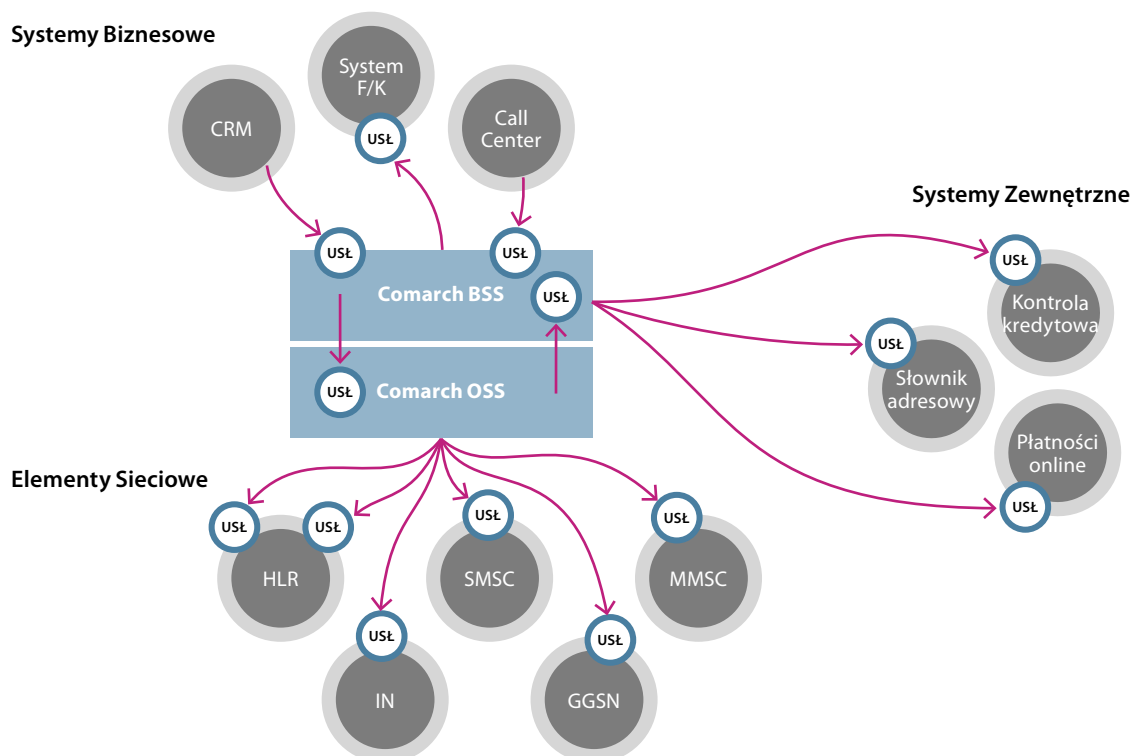 Systemy Biznesowe
System
F/K
CRM
Call
Center
USŁ
Systemy Zewnętrzne
USŁ
USŁ
USŁ
Comarch BSS
USŁ
Kontrola
kredytowa
USŁ
Słownik
adresowy
USŁ
Comarch OSS
Płatności
online
USŁ
Elementy Sieciowe
USŁ
USŁ
HLR
USŁ
SMSC
USŁ
MMSC
USŁ
IN
USŁ
GGSN